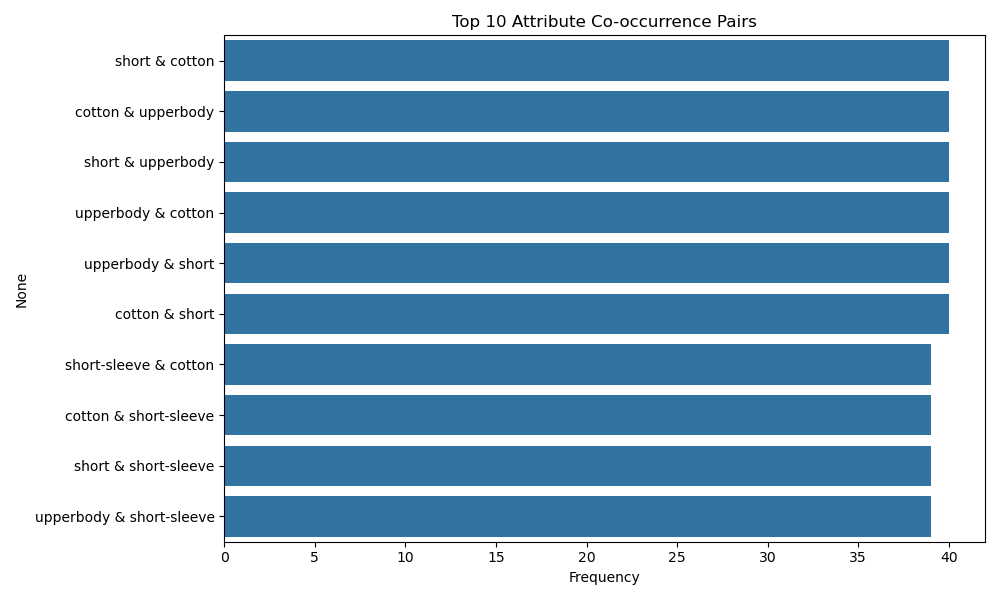 Top 10 Attribute Co-occurrence Pairs
None
short & cotton
cotton & upperbody
short & upperbody
upperbody & cotton
upperbody & short
cotton & short
short-sleeve & cotton
cotton & short-sleeve
short & short-sleeve
upperbody & short-sleeve
0 5 10 15 20 25 30 35 40
Frequency